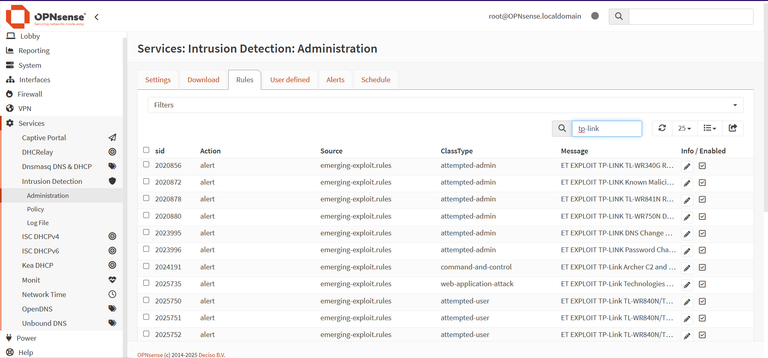 OPNsense
root@OPNsense.localdomain
Lobby
Reporting
System
Interfaces
Firewall
VPN
Services
Captive Portal
DHCRelay
Dnsmasq DNS & DHCP
Intrusion Detection
Administration
Policy
Log File
ISC DHCPv4
ISC DHCPv6
Kea DHCP
Monit
Network Time
OpenDNS
Unbound DNS
Power
Help
Services: Intrusion Detection: Administration
Settings Download Rules User defined Alerts Schedule
Filters
tp-link 25
sid Action Source ClassType Message Info / Enabled
2020856 alert emerging-exploit.rules attempted-admin ET EXPLOIT TP-LINK TL-WR340G R...
2020872 alert emerging-exploit.rules attempted-admin ET EXPLOIT TP-LINK Known Malici...
2020878 alert emerging-exploit.rules attempted-admin ET EXPLOIT TP-LINK TL-WR841N R...
2020880 alert emerging-exploit.rules attempted-admin ET EXPLOIT TP-LINK TL-WR750N D...
2023995 alert emerging-exploit.rules attempted-admin ET EXPLOIT TP-LINK DNS Change ...
2023996 alert emerging-exploit.rules attempted-admin ET EXPLOIT TP-LINK Password Cha...
2024191 alert emerging-exploit.rules command-and-control ET EXPLOIT TP-Link Archer C2 and ...
2025735 alert emerging-exploit.rules web-application-attack ET EXPLOIT TP-Link Technologies ...
2025750 alert emerging-exploit.rules attempted-user ET EXPLOIT TP-Link TL-WR840N/T...
2025751 alert emerging-exploit.rules attempted-user ET EXPLOIT TP-Link TL-WR840N/T...
2025752 alert emerging-exploit.rules attempted-user ET EXPLOIT TP-Link TL-WR840N/T...
OPNsense (c) 2014-2025 Deciso B.V.